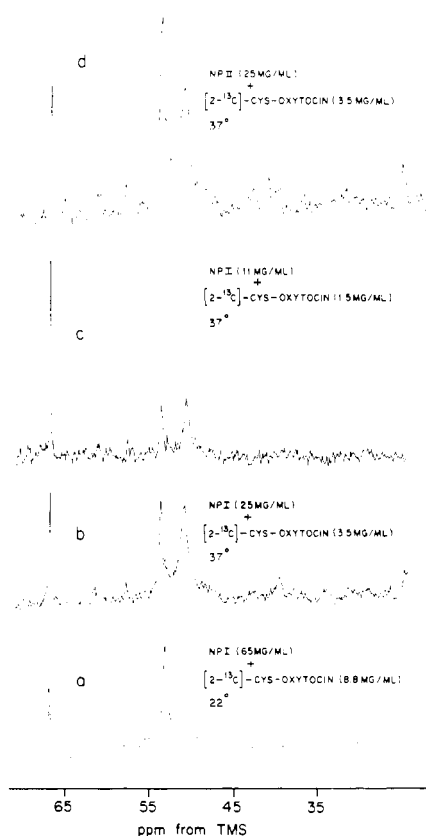 d
NPII (25MG/ML)
+
[2-¹³C]-CYS-OXYTOCIN (3.5MG/ML)
37°
NPI (11MG/ML)
+
[2-¹³C]-CYS-OXYTOCIN (1.5MG/ML)
37°
c
NPI (25MG/ML)
+
[2-¹³C]-CYS-OXYTOCIN (3.5MG/ML)
37°
b
NPI (65MG/ML)
+
[2-¹³C]-CYS-OXYTOCIN (8.8MG/ML)
22°
a
65 55 45 35
ppm from TMS